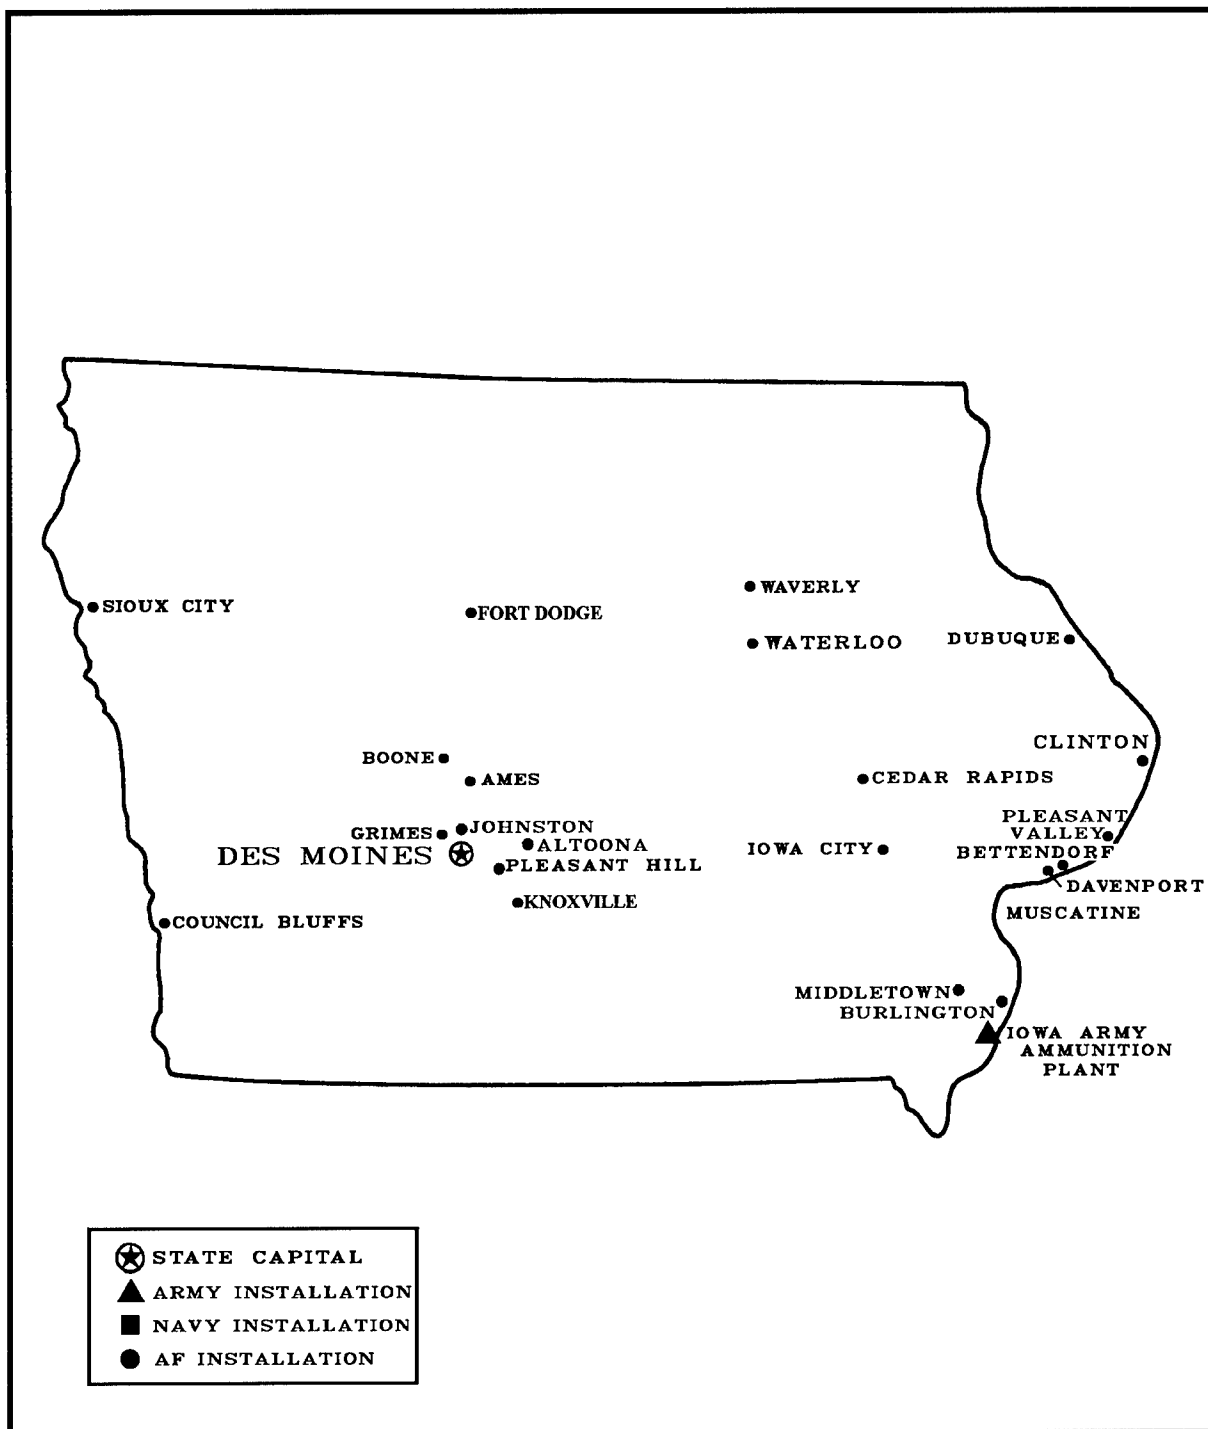 WAVERLY
SIOUX CITY
FORT DODGE
WATERLOO
DUBUQUE
CLINTON
BOONE
AMES
CEDAR RAPIDS
PLEASANT
VALLEY
JOHNSTON
GRIMES
ALTOONA
IOWA CITY
BETTENDORF
DES MOINES
PLEASANT HILL
DAVENPORT
KNOXVILLE
MUSCATINE
COUNCIL BLUFFS
MIDDLETOWN
BURLINGTON
IOWA ARMY
AMMUNITION
PLANT
STATE CAPITAL
ARMY INSTALLATION
NAVY INSTALLATION
AF INSTALLATION